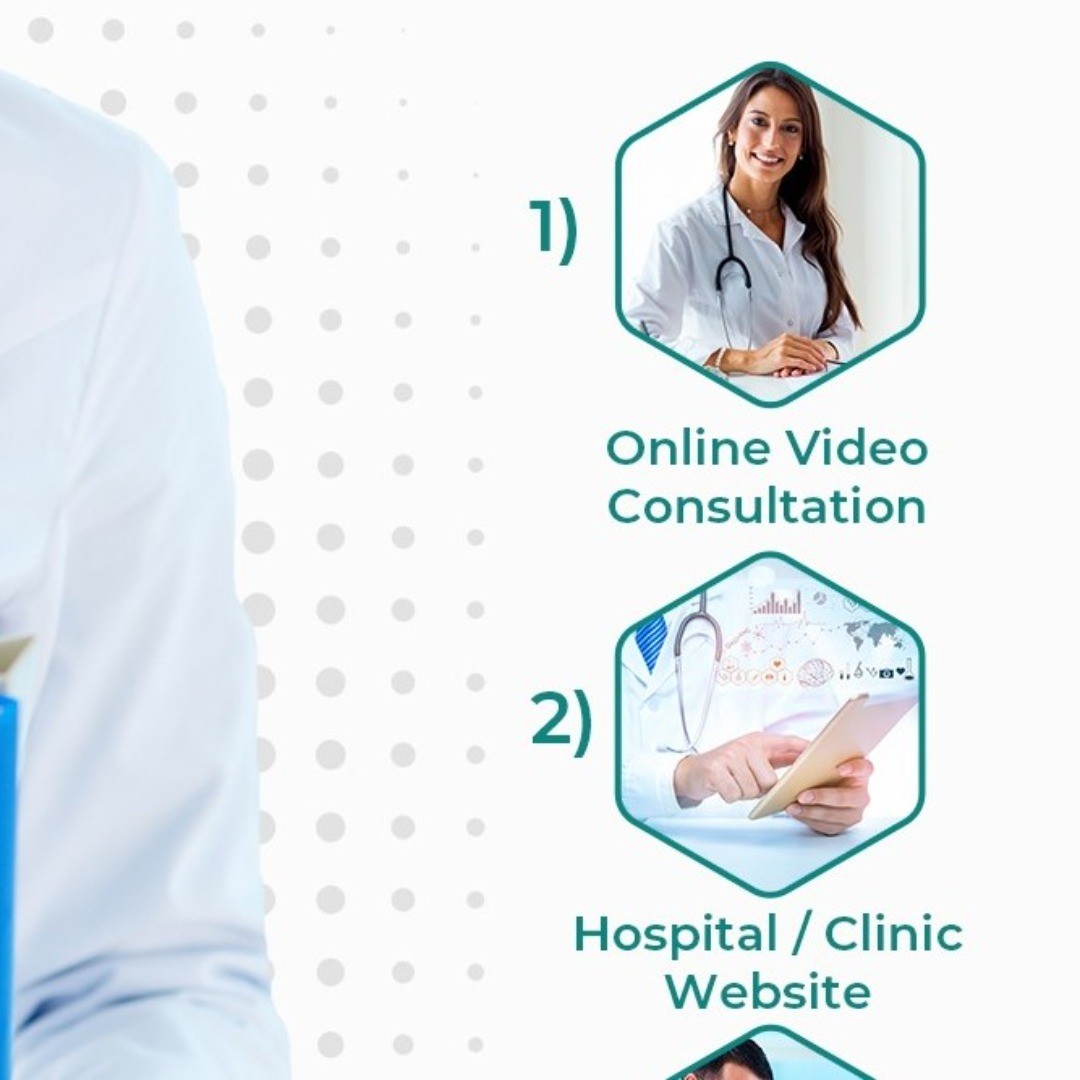 1)
Online Video
Consultation
2)
Hospital / Clinic
Website